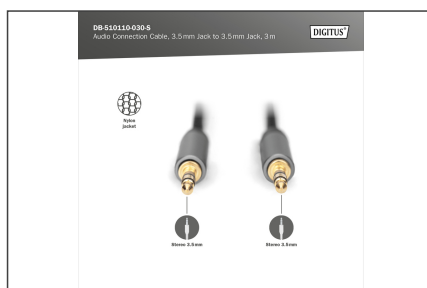 DB-510110-030-S
Audio Connection Cable, 3.5 mm Jack to 3.5 mm Jack, 3 m
DIGITUS®
Nylon
jacket
Stereo 3.5mm
Stereo 3.5mm